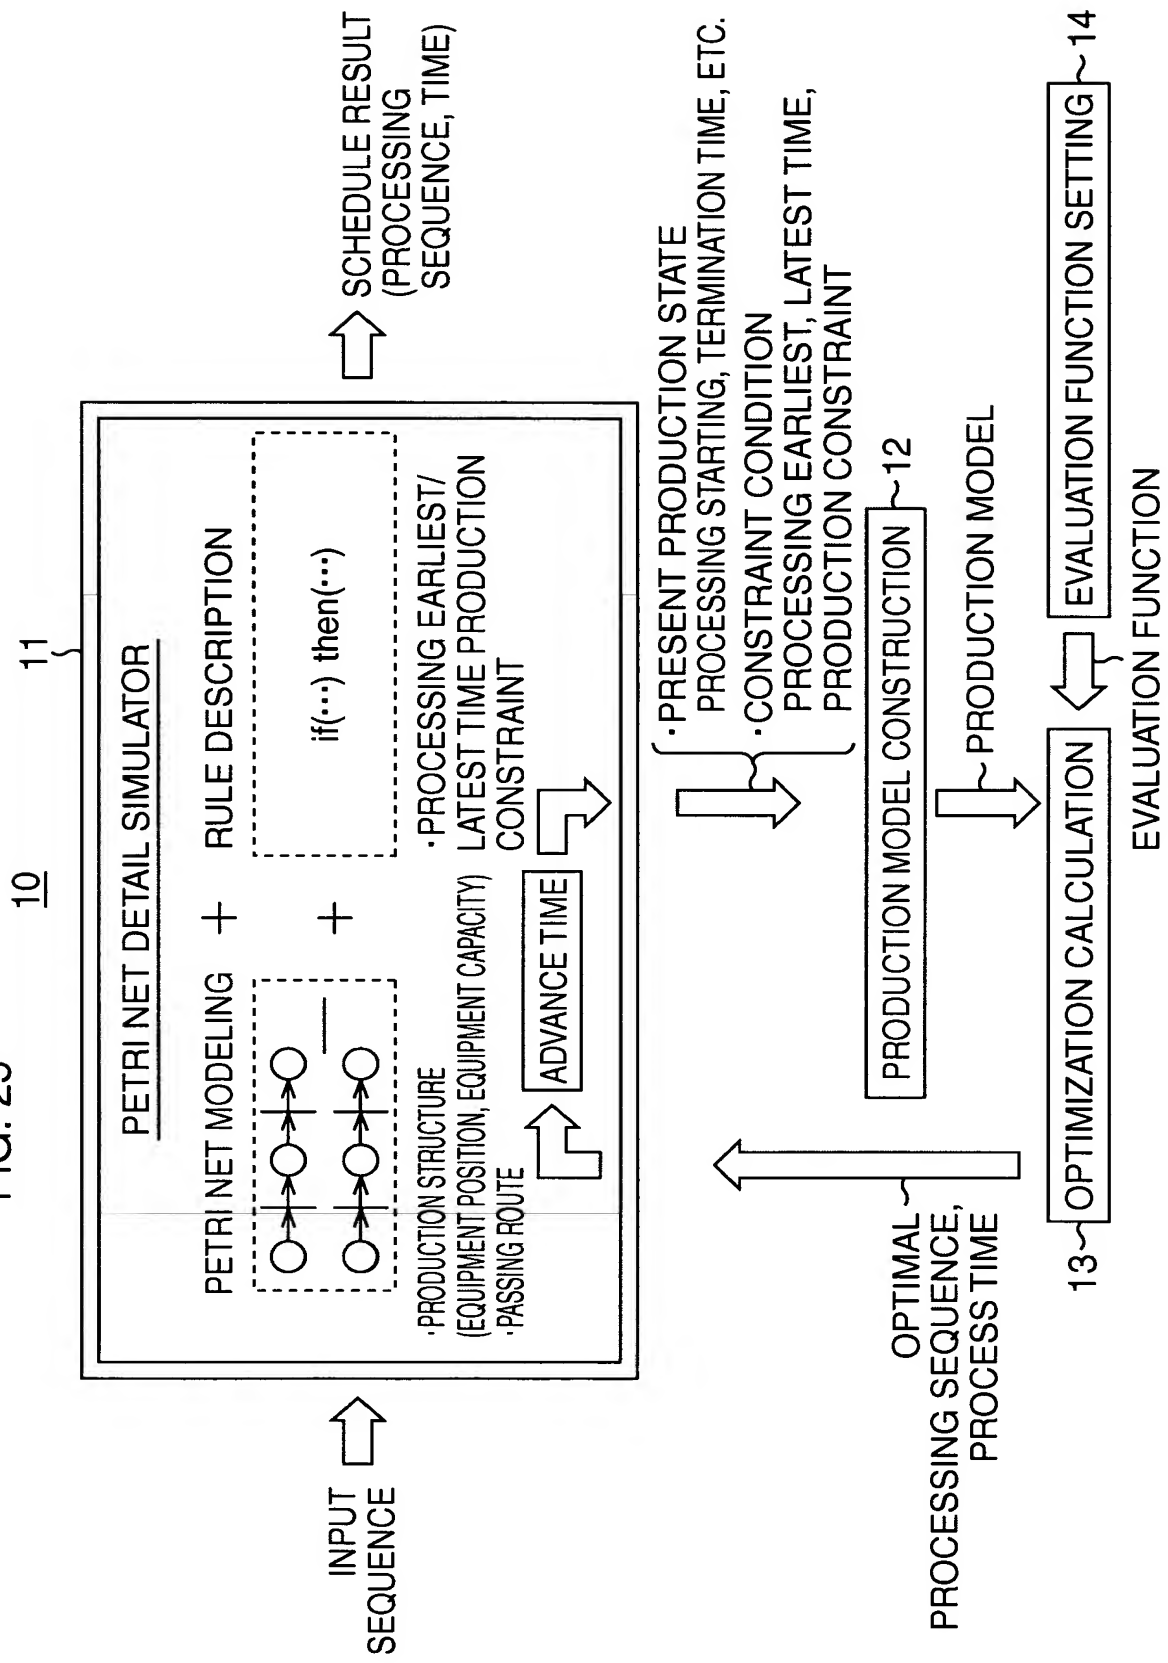 10
11
PETRI NET DETAIL SIMULATOR
PETRI NET MODELING + RULE DESCRIPTION
+
if(···) then(···)
·PRODUCTION STRUCTURE
(EQUIPMENT POSITION, EQUIPMENT CAPACITY)
·PASSING ROUTE
·PROCESSING EARLIEST/
LATEST TIME PRODUCTION
CONSTRAINT
ADVANCE TIME
INPUT
SEQUENCE
SCHEDULE RESULT
(PROCESSING
SEQUENCE, TIME)
·PRESENT PRODUCTION STATE
PROCESSING STARTING, TERMINATION TIME, ETC.
·CONSTRAINT CONDITION
PROCESSING EARLIEST, LATEST TIME,
PRODUCTION CONSTRAINT
OPTIMAL
PROCESSING SEQUENCE,
PROCESS TIME
PRODUCTION MODEL CONSTRUCTION 12
PRODUCTION MODEL
13 OPTIMIZATION CALCULATION
EVALUATION FUNCTION SETTING 14
EVALUATION FUNCTION